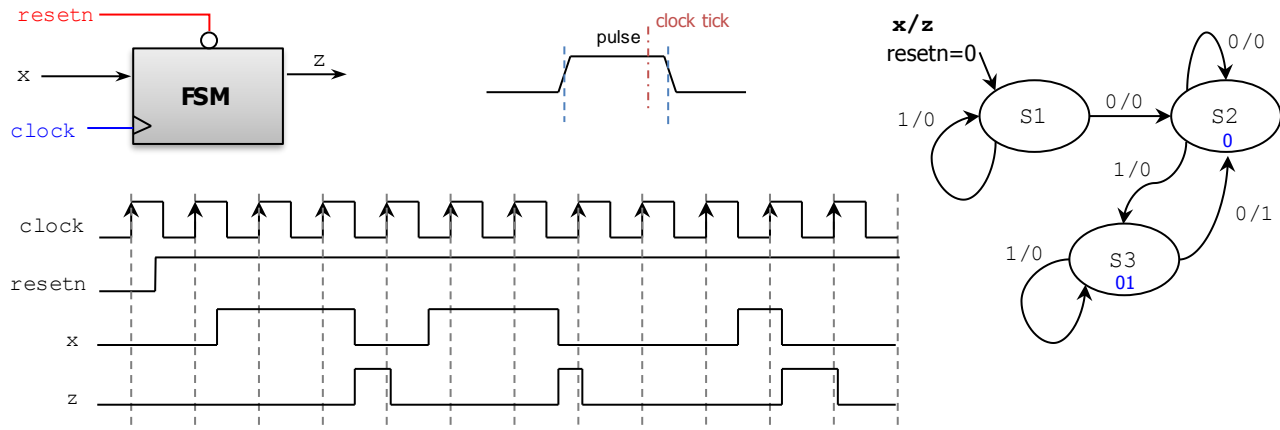 resetn
x
clock
FSM
z
pulse
clock tick
x/z
resetn=0
0/0
1/0
S1
0/0
S2
0
1/0
0/1
1/0
S3
01
clock
resetn
x
z